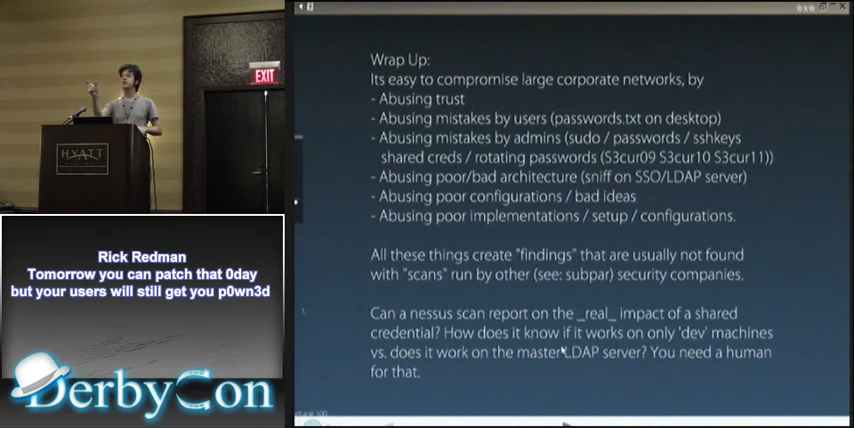 EXIT
HYATT
Rick Redman
Tomorrow you can patch that 0day
but your users will still get you p0wn3d
DerbyCon
Wrap Up:
Its easy to compromise large corporate networks, by
- Abusing trust
- Abusing mistakes by users (passwords.txt on desktop)
- Abusing mistakes by admins (sudo / passwords / sshkeys
shared creds / rotating passwords (S3cur09 S3cur10 S3cur11))
- Abusing poor/bad architecture (sniff on SSO/LDAP server)
- Abusing poor configurations / bad ideas
- Abusing poor implementations / setup / configurations.
All these things create "findings" that are usually not found
with "scans" run by other (see: subpar) security companies.
Can a nessus scan report on the _real_ impact of a shared
credential? How does it know if it works on only 'dev' machines
vs. does it work on the master LDAP server? You need a human
for that.